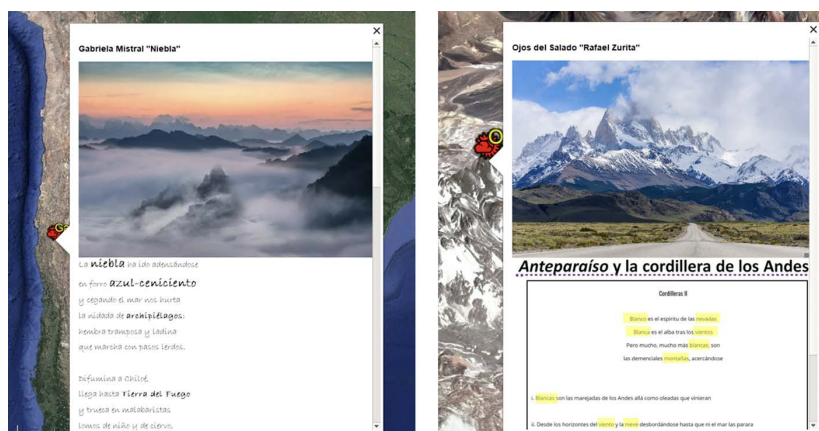 Gabriela Mistral "Niebla"
La niebla ha ido adensándose
en forro azul-ceniciento
y cegando el mar nos hurta
la nidada de archipiélagos;
hembra tramposa y ladina
que marcha con pasos lerdos.
Difumina a Chiloé,
llega hasta Tierra del Fuego
y trueca en malabaristas
lomos de niño y de ciervo.
Ojos del Salado "Rafael Zurita"
Anteparaíso y la cordillera de los Andes
Cordilleras II
Blanco es el espíritu de las nevadas
Blanca es el alba tras los vientos
Pero mucho, mucho más blancas, son
las demenciales montañas, acercándose
i. Blancas son las marejadas de los Andes allá como oleadas que vinieran
ii. Desde los horizontes del viento y la nieve desbordándose hasta que ni el mar las parara